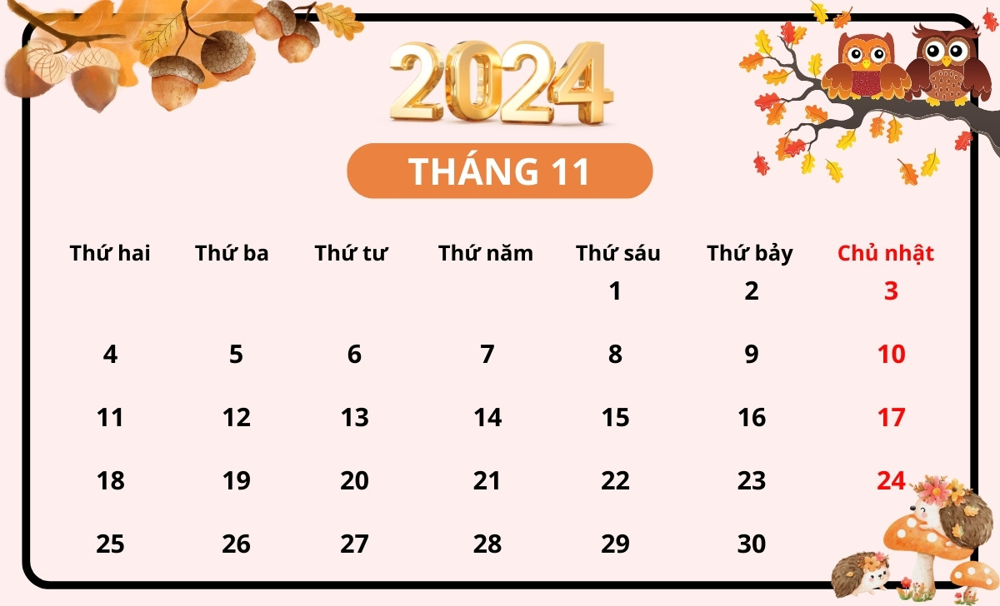 2024
THÁNG 11
Thứ hai Thứ ba Thứ tư Thứ năm Thứ sáu Thứ bảy Chủ nhật
1 2 3
4 5 6 7 8 9 10
11 12 13 14 15 16 17
18 19 20 21 22 23 24
25 26 27 28 29 30